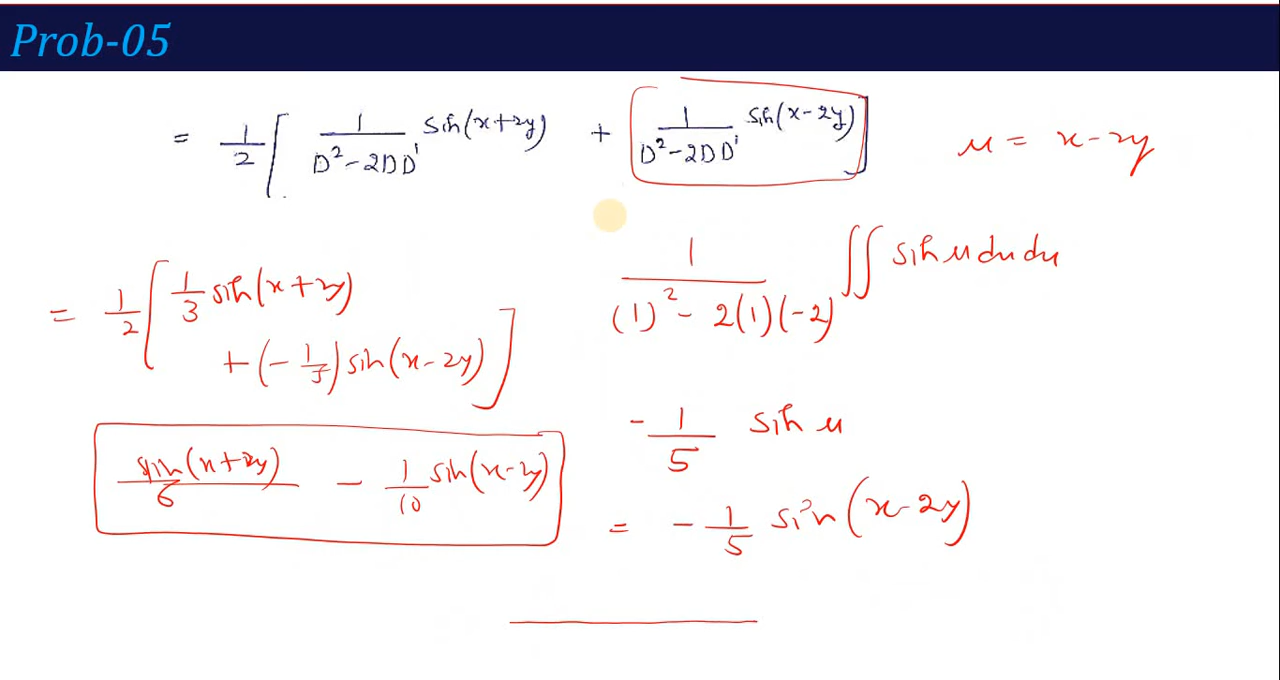 Prob-05
= 1/2 [ 1/(D² - 2DD') sin(x+2y) + 1/(D² - 2DD') sin(x-2y) ]
u = x-2y
1/((1)² - 2(1)(-2)) ∬ sin u du du
= 1/2 [ 1/3 sin(x+2y)
+ (-1/5) sin(x-2y) ]
- 1/5 sin u
sin(x+2y)/6 - 1/10 sin(x-2y)
= - 1/5 sin(x-2y)